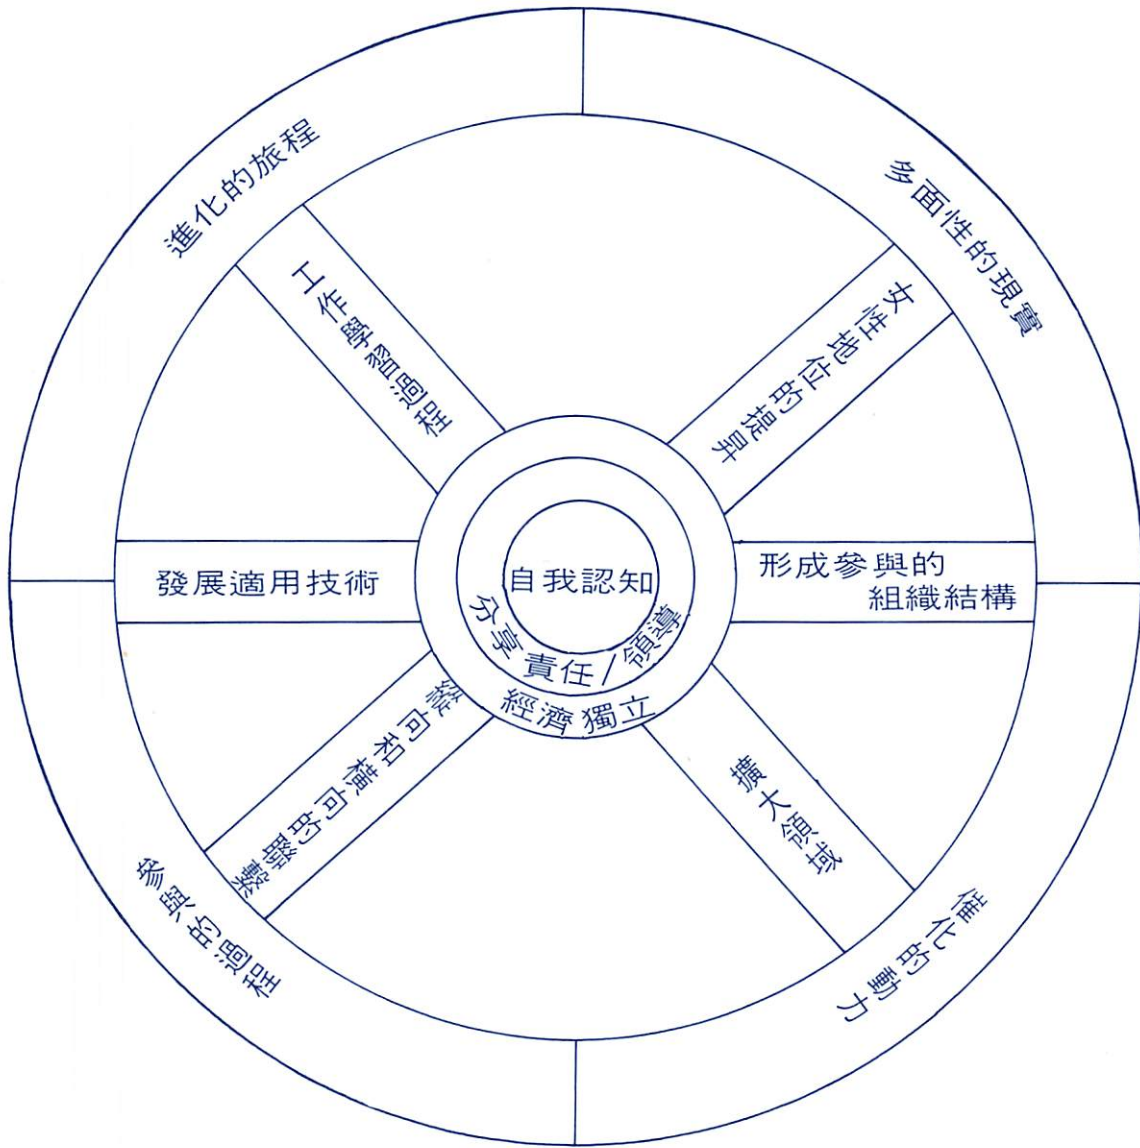 進化的旅程
多面性的現實
工作學習過程
女性地位的提昇
發展適用技術
自我認知
形成參與的
組織結構
分享 責任/領導
經濟獨立
縱向和橫向的聯繫
擴大領域
參與的過程
催化的動力